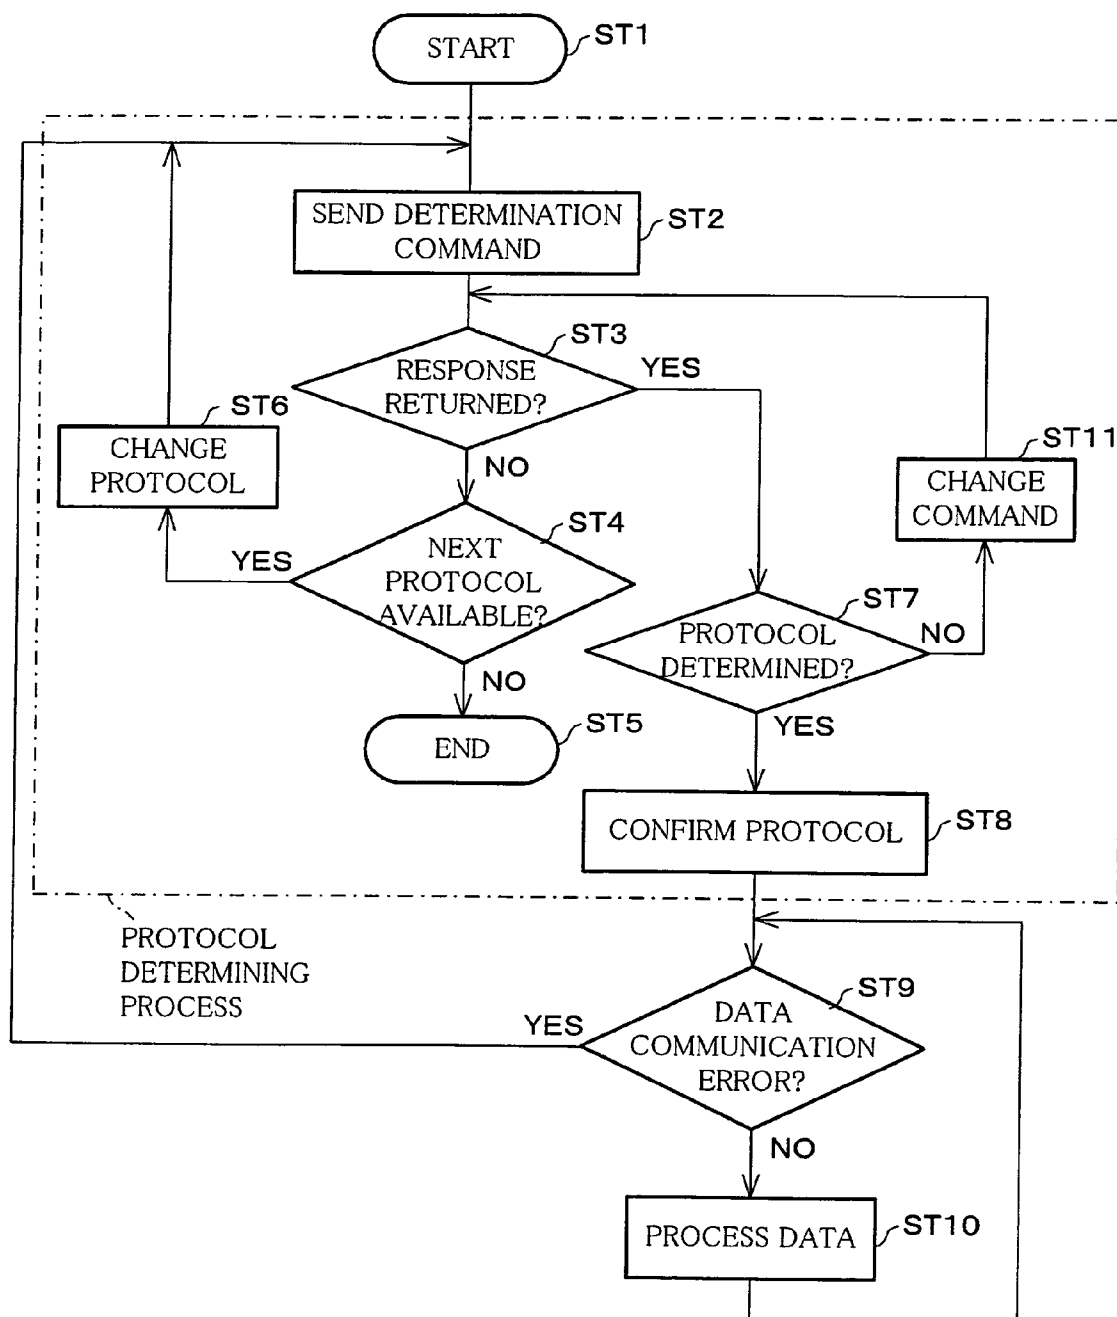 START
ST1
SEND DETERMINATION
COMMAND
ST2
ST3
RESPONSE
RETURNED?
YES
ST6
CHANGE
PROTOCOL
NO
ST11
CHANGE
COMMAND
ST4
YES
NEXT
PROTOCOL
AVAILABLE?
ST7
PROTOCOL
DETERMINED?
NO
NO
YES
END
ST5
CONFIRM PROTOCOL
ST8
PROTOCOL
DETERMINING
PROCESS
ST9
YES
DATA
COMMUNICATION
ERROR?
NO
PROCESS DATA
ST10